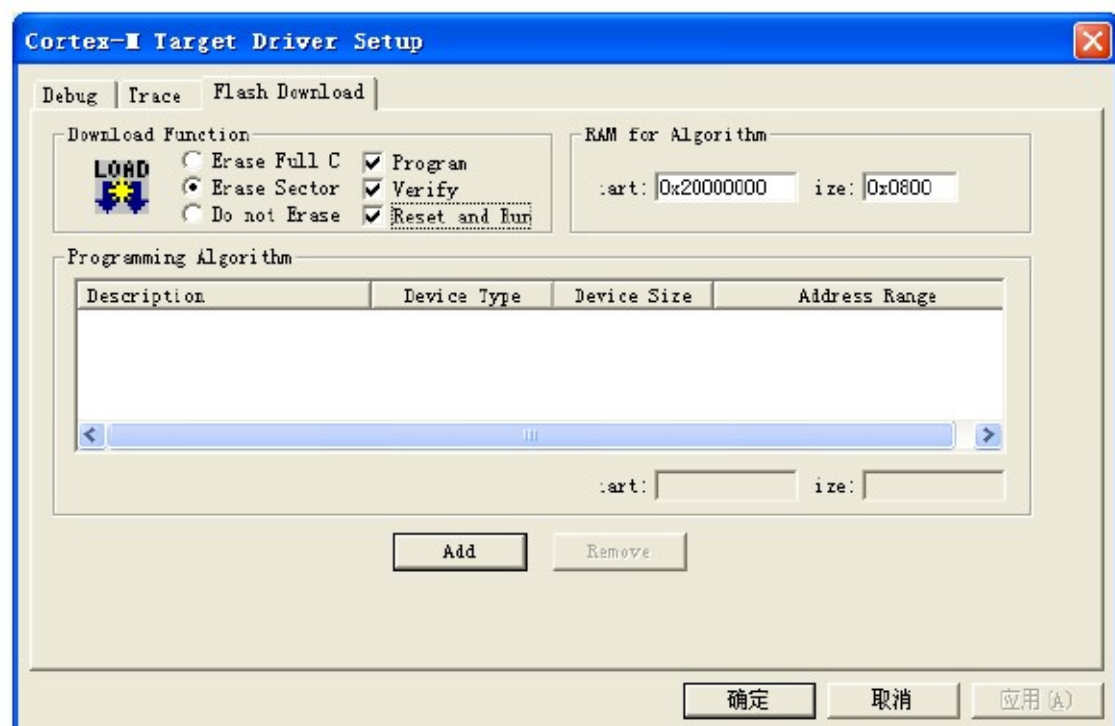 Cortex-M Target Driver Setup
Debug Trace Flash Download
Download Function
LOAD
Erase Full C
Program
Erase Sector
Verify
Do not Erase
Reset and Run
RAM for Algorithm
:art: 0x20000000 ize: 0x0800
Programming Algorithm
Description Device Type Device Size Address Range
:art: ize:
Add Remove
确定 取消 应用(A)